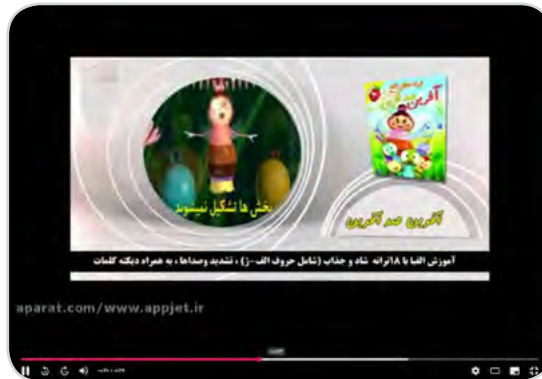 بخش ها تشکیل میشوند
آفرین
آفرین صد آفرین
آموزش الفبا با ۱۸ترانه شاد و جذاب (شامل حروف الف-ز) ، تشدید وصداها ، به همراه دیکته کلمات
aparat.com/www.appjet.ir